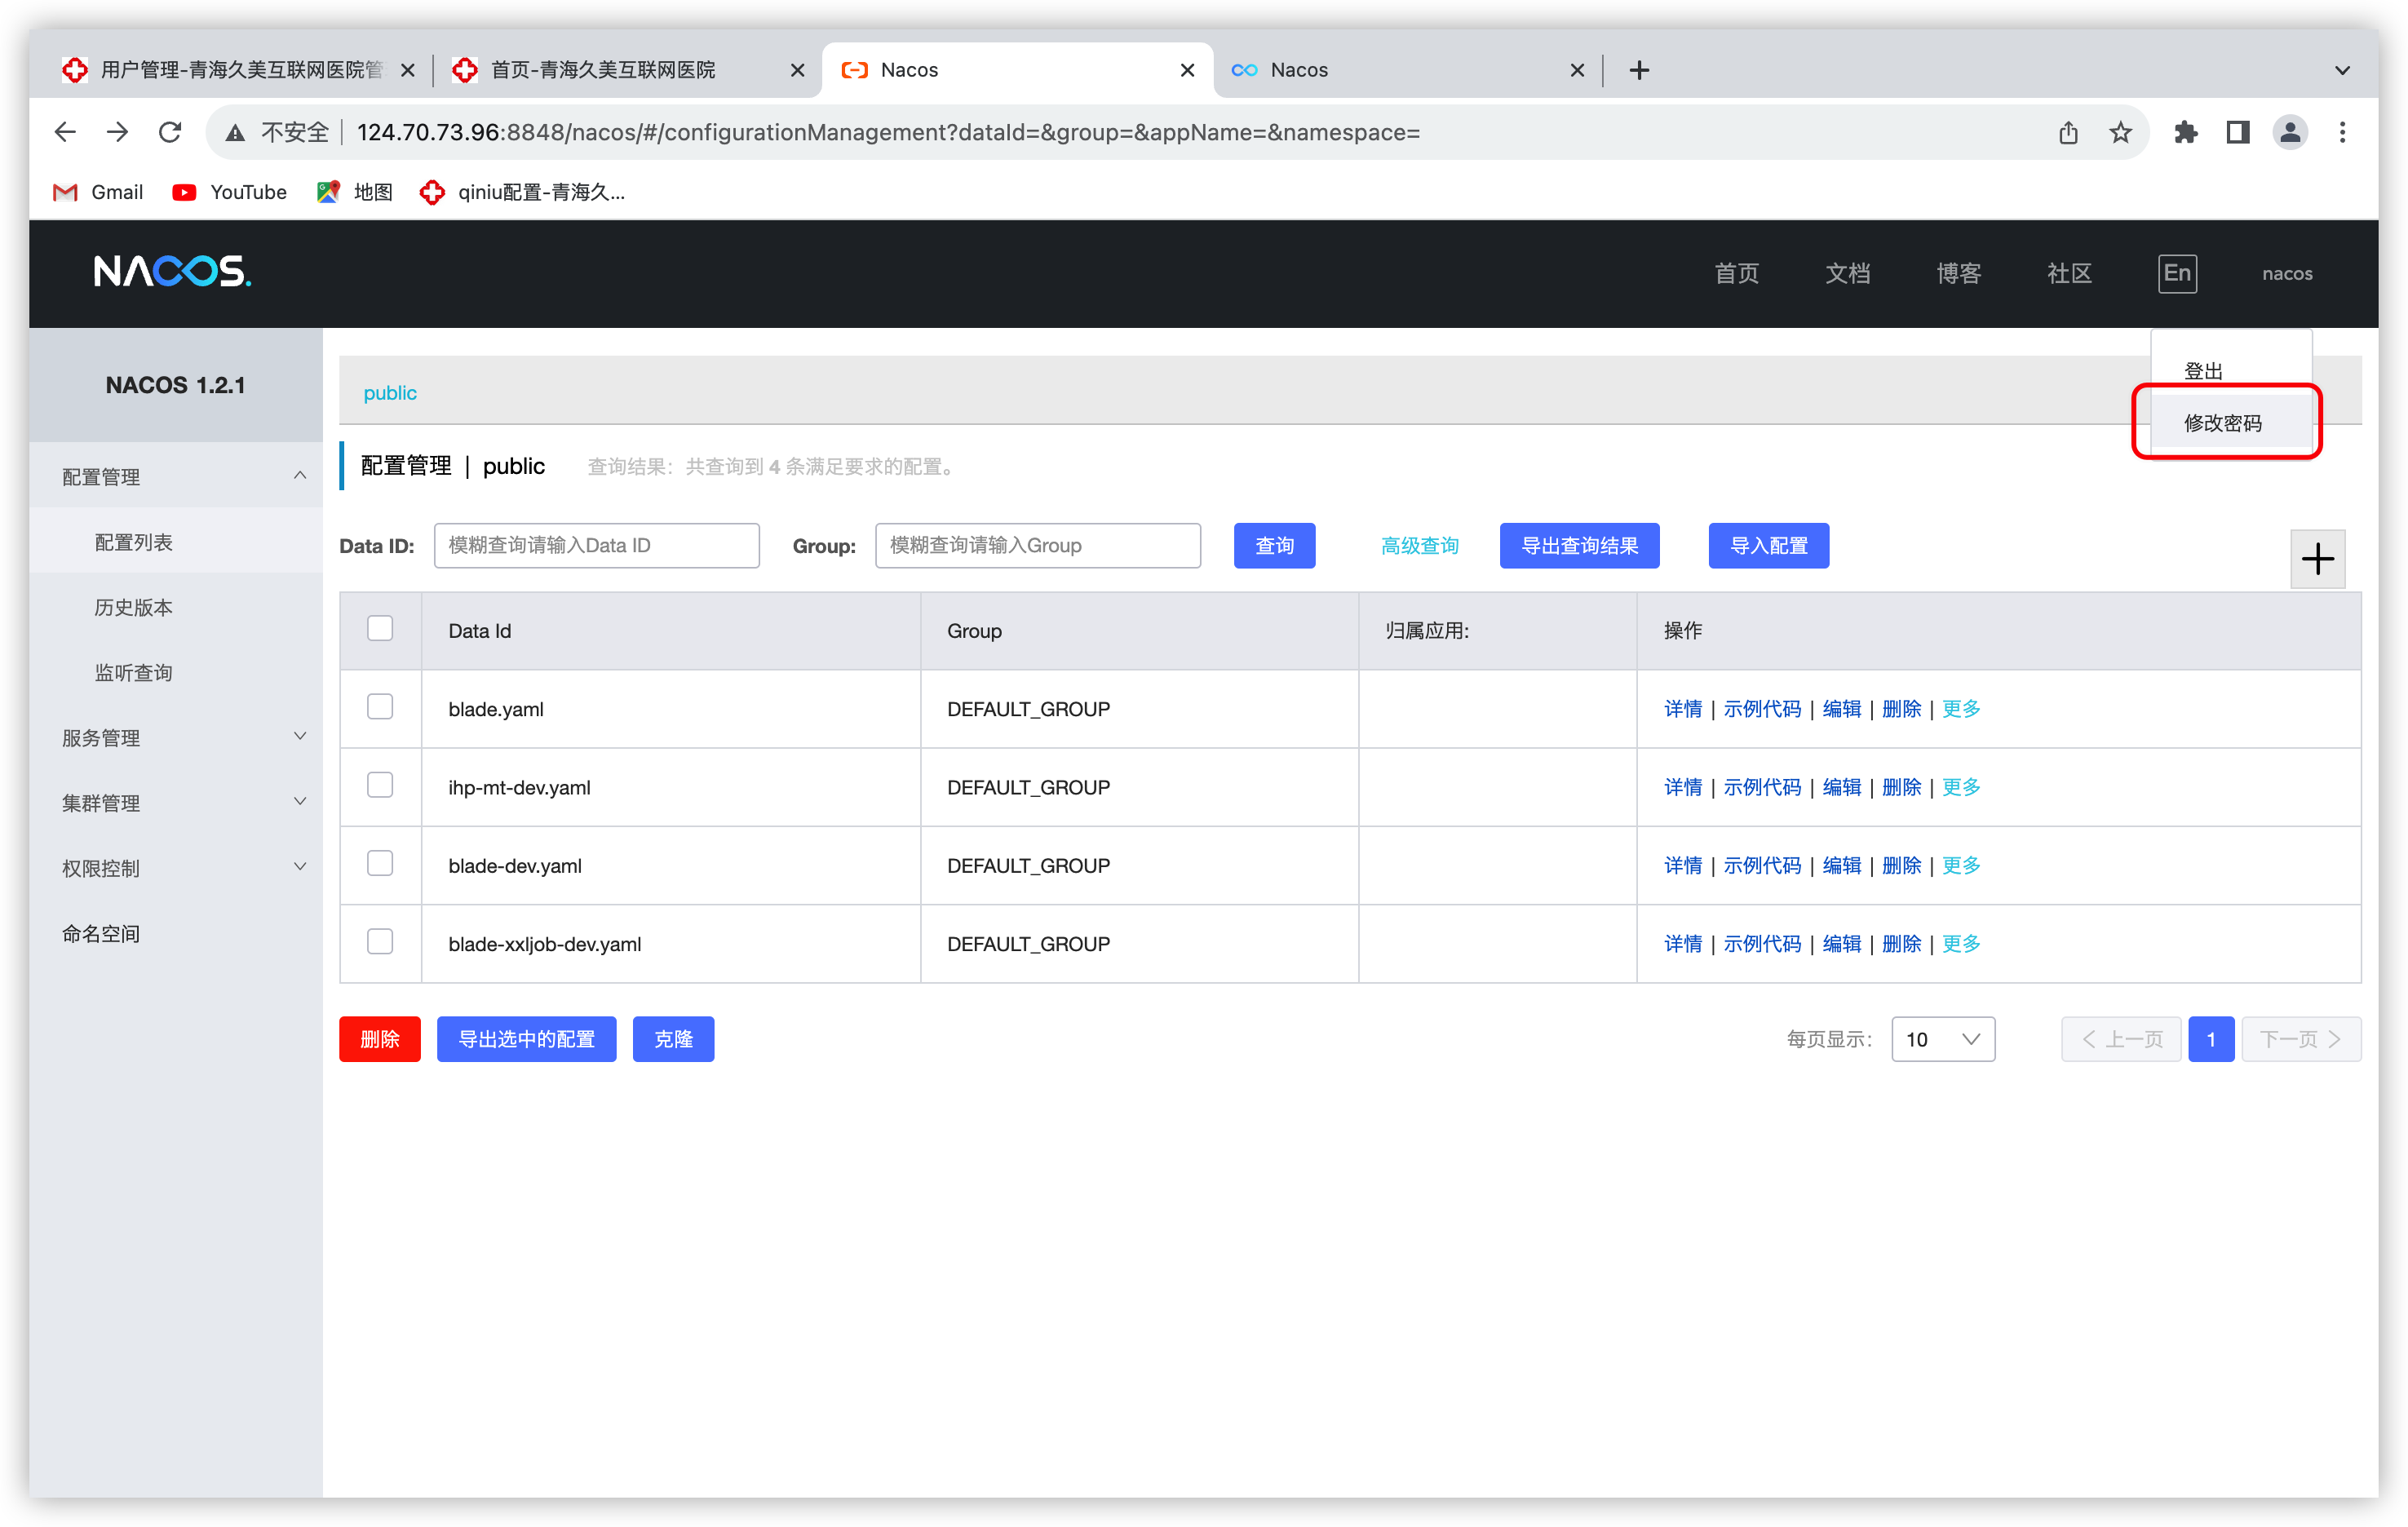 用户管理-青海久美互联网医院管
首页-青海久美互联网医院
Nacos
Nacos
不安全
124.70.73.96:8848/nacos/#/configurationManagement?dataId=&group=&appName=&namespace=
Gmail
YouTube
地图
qiniu配置-青海久...
NACOS.
首页
文档
博客
社区
En
nacos
登出
修改密码
NACOS 1.2.1
配置管理
配置列表
历史版本
监听查询
服务管理
集群管理
权限控制
命名空间
public
配置管理 | public 查询结果：共查询到 4 条满足要求的配置。
Data ID: 模糊查询请输入Data ID Group: 模糊查询请输入Group 查询 高级查询 导出查询结果 导入配置
Data Id Group 归属应用: 操作
blade.yaml DEFAULT_GROUP 详情 | 示例代码 | 编辑 | 删除 | 更多
ihp-mt-dev.yaml DEFAULT_GROUP 详情 | 示例代码 | 编辑 | 删除 | 更多
blade-dev.yaml DEFAULT_GROUP 详情 | 示例代码 | 编辑 | 删除 | 更多
blade-xxljob-dev.yaml DEFAULT_GROUP 详情 | 示例代码 | 编辑 | 删除 | 更多
删除 导出选中的配置 克隆 每页显示: 10 上一页 1 下一页